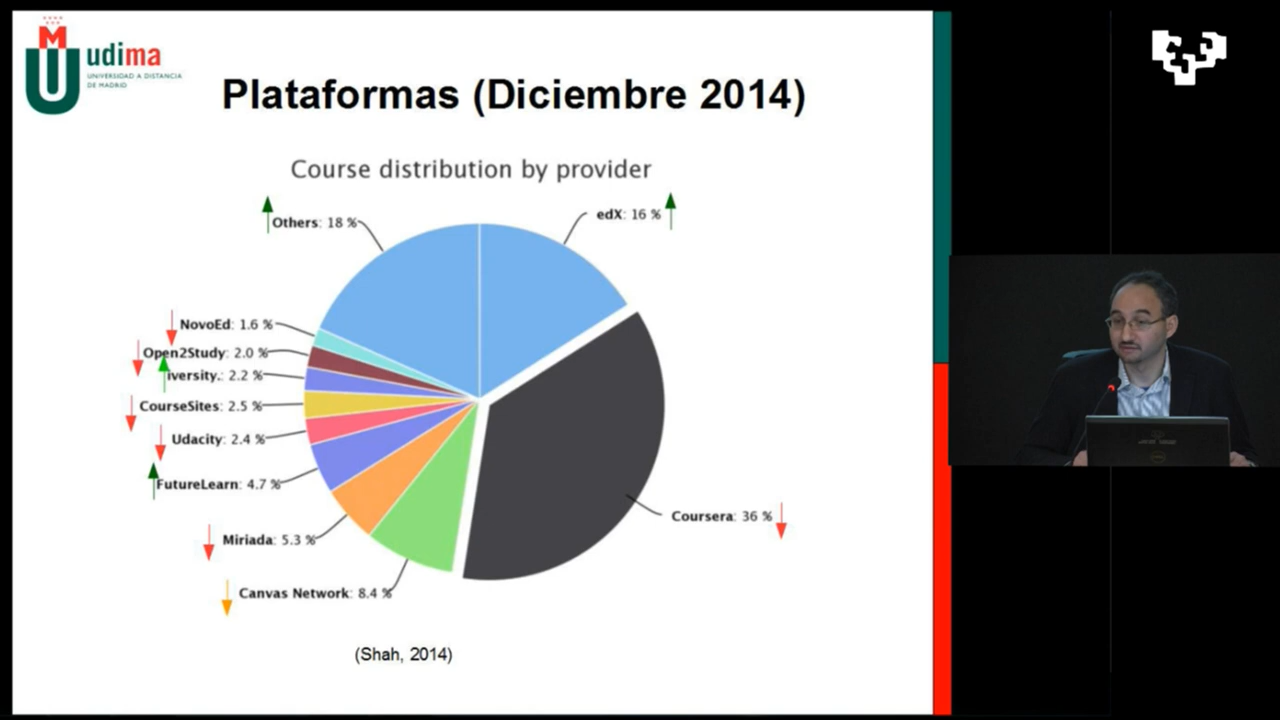 udima
UNIVERSIDAD A DISTANCIA
DE MADRID
Plataformas (Diciembre 2014)
Course distribution by provider
Others: 18 %
edX: 16 %
NovoEd: 1.6 %
Open2Study: 2.0 %
iversity.: 2.2 %
CourseSites: 2.5 %
Udacity: 2.4 %
FutureLearn: 4.7 %
Miriada: 5.3 %
Coursera: 36 %
Canvas Network: 8.4 %
(Shah, 2014)